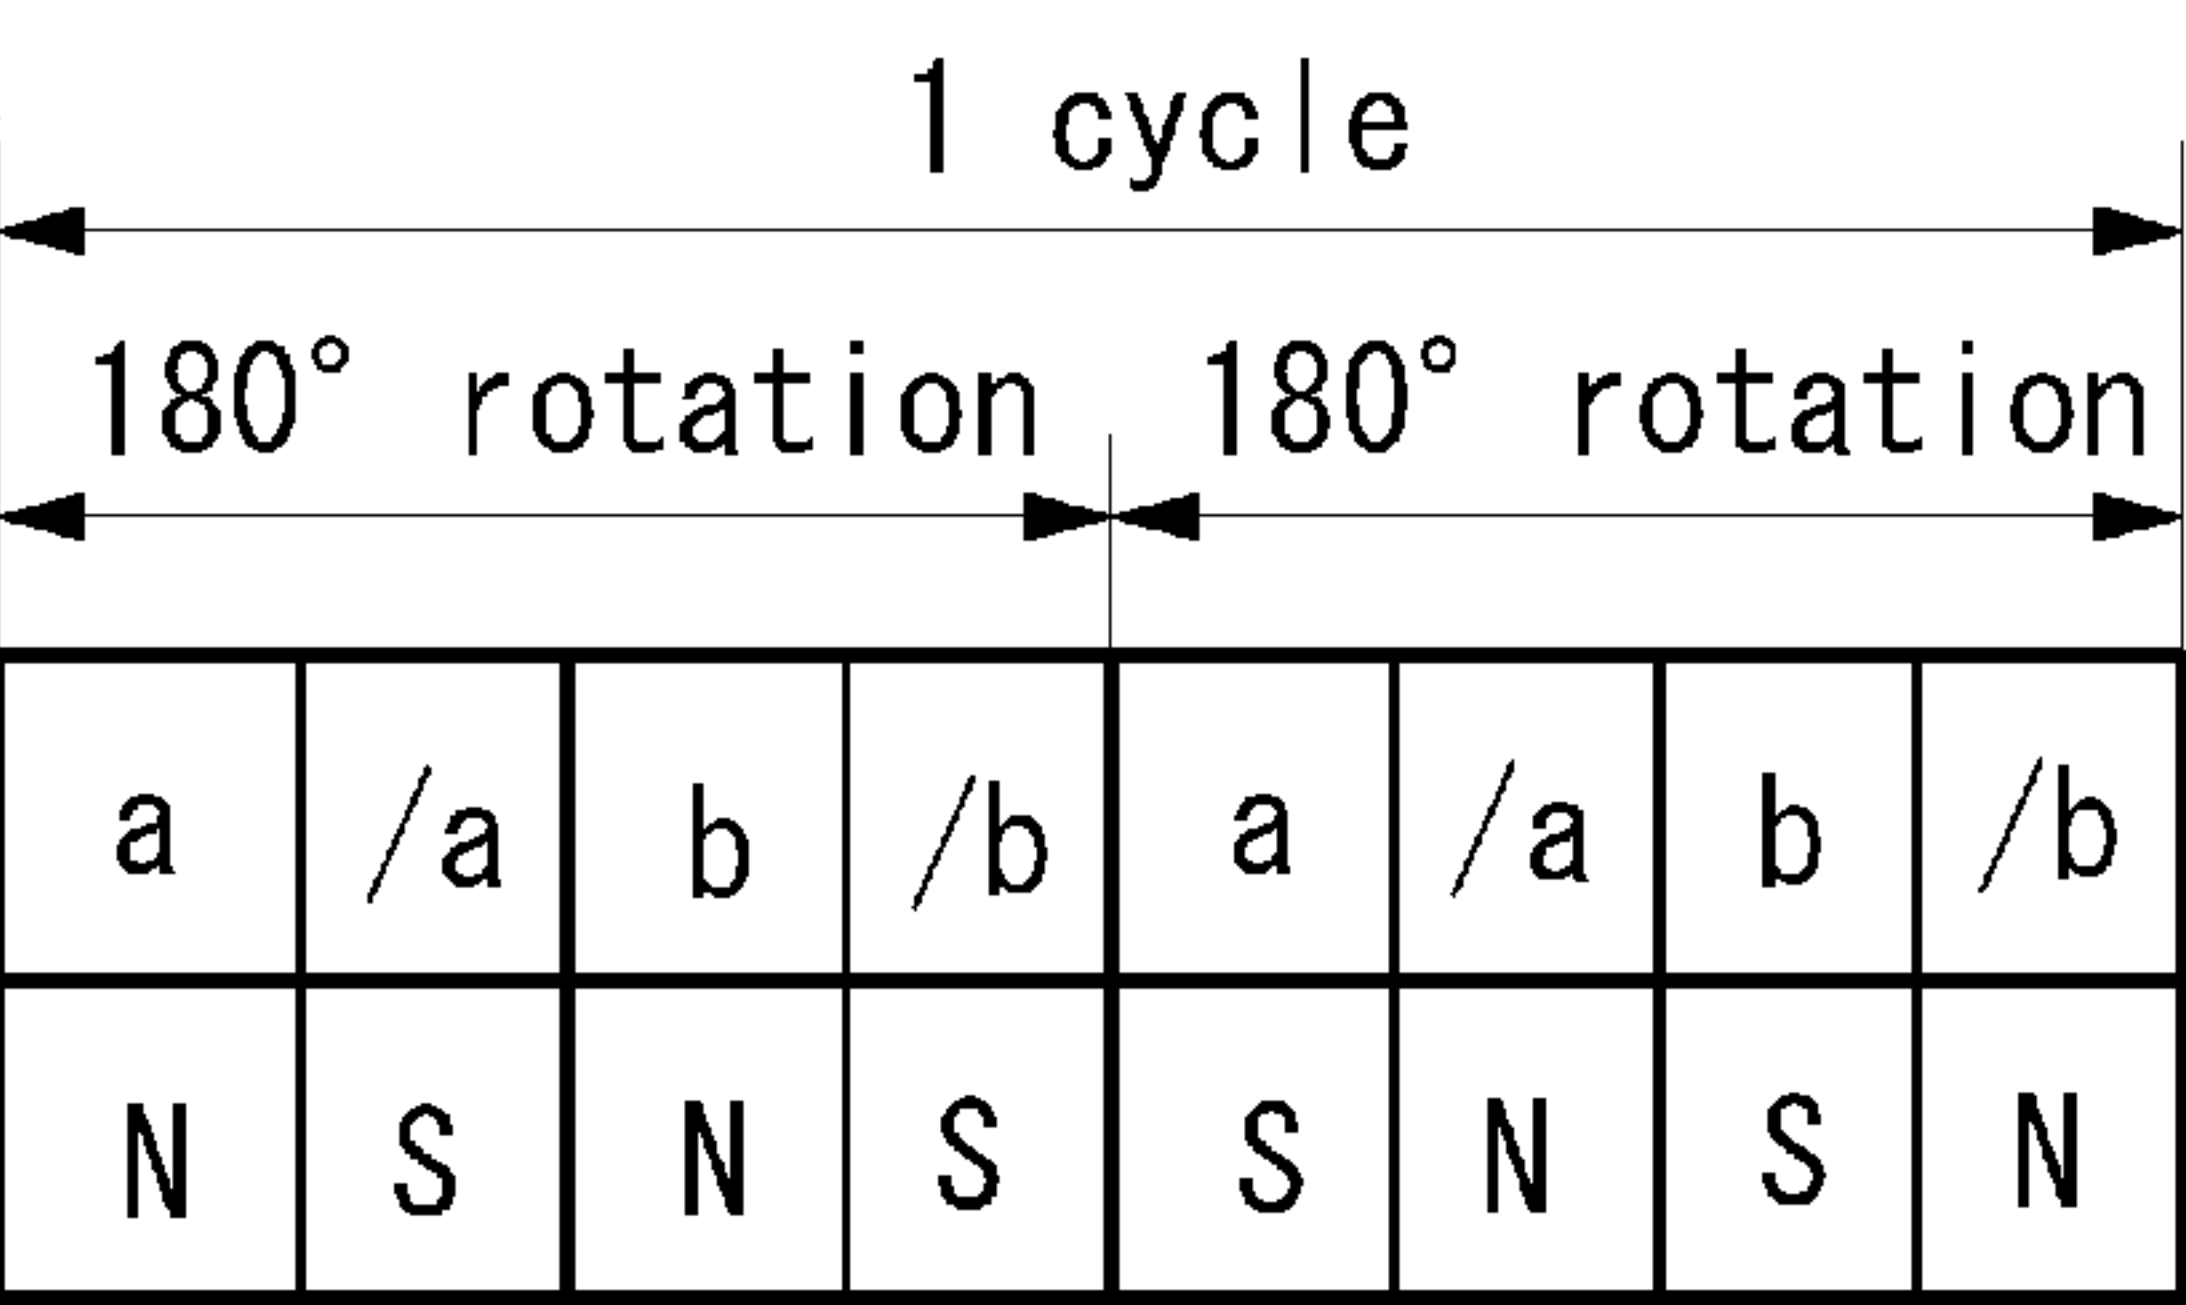 1 cycle
180° rotation 180° rotation
a /a b /b a /a b /b
N S N S S N S N